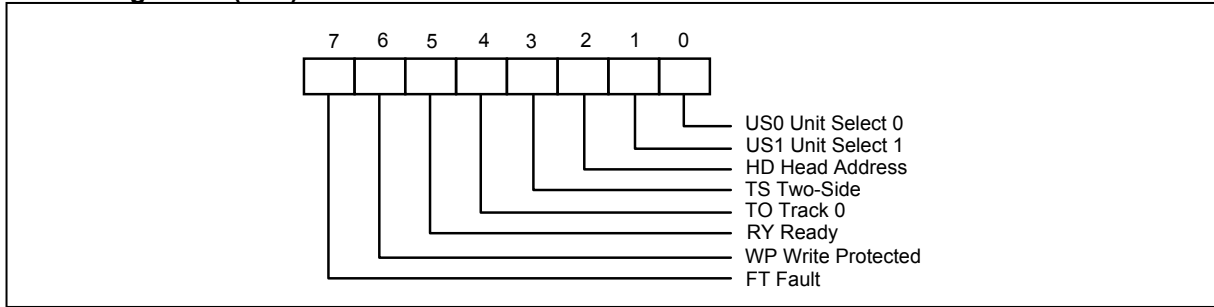 7 6 5 4 3 2 1 0
US0 Unit Select 0
US1 Unit Select 1
HD Head Address
TS Two-Side
TO Track 0
RY Ready
WP Write Protected
FT Fault